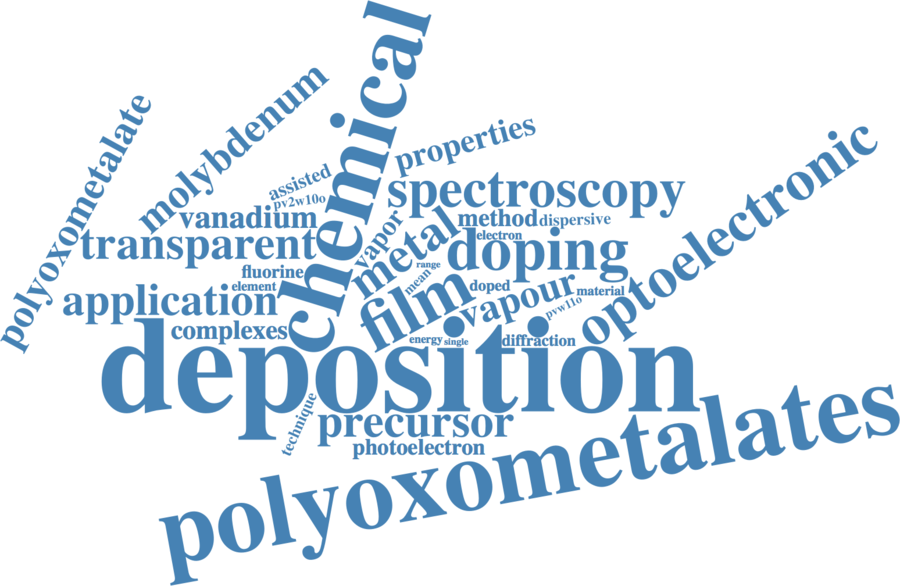 chemical
molybdenum
polyoxometalate
properties
optoelectronic
assisted
pv2w10o
spectroscopy
vanadium
vapor
method
dispersive
transparent
metal
electron
doping
fluorine
range
mean
element
film
doped
vapour
material
application
pvw11o
complexes
energy
single
diffraction
deposition
technique
precursor
photoelectron
polyoxometalates